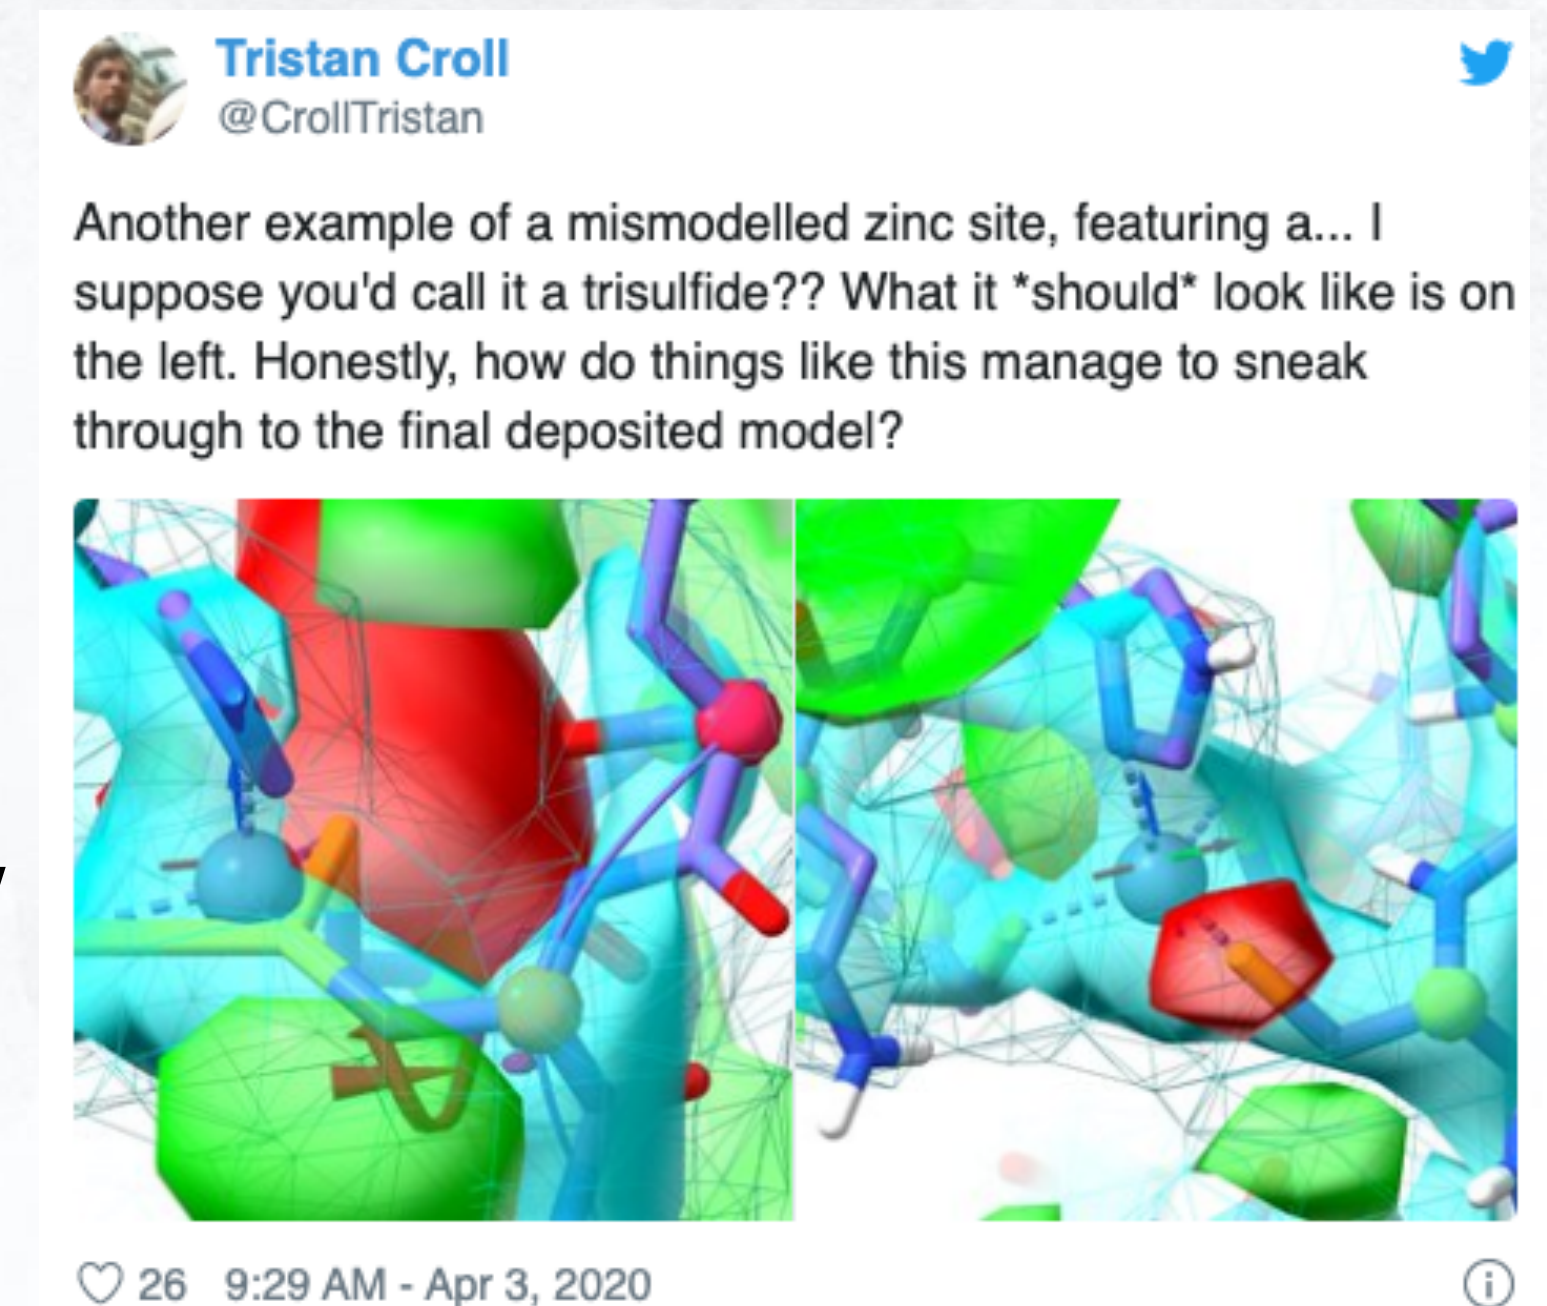 Tristan Croll
@CrollTristan
Another example of a mismodelled zinc site, featuring a... I
suppose you'd call it a trisulfide?? What it *should* look like is on
the left. Honestly, how do things like this manage to sneak
through to the final deposited model?
26 9:29 AM - Apr 3, 2020